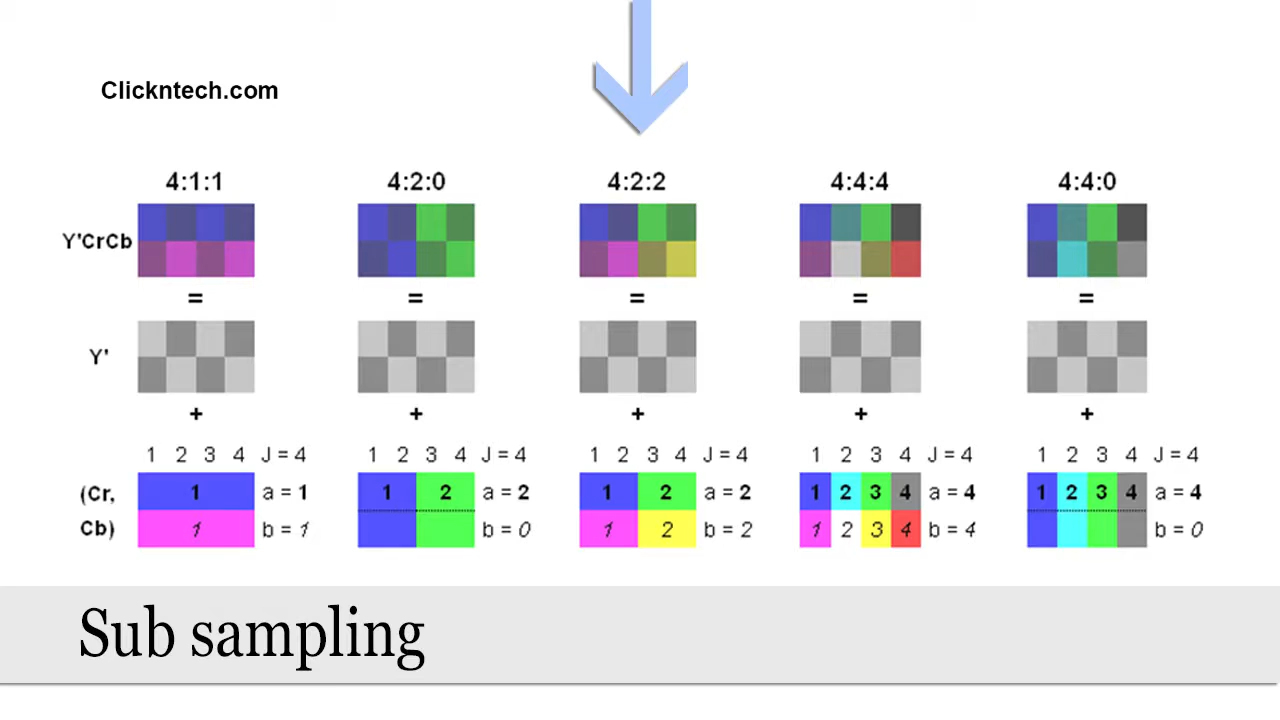 Clickntech.com
4:1:1 4:2:0 4:2:2 4:4:4 4:4:0
Y'CrCb
= = = = =
Y'
+ + + + +
1 2 3 4 J = 4 1 2 3 4 J = 4 1 2 3 4 J = 4 1 2 3 4 J = 4 1 2 3 4 J = 4
(Cr, 1 a = 1 1 2 a = 2 1 2 a = 2 1 2 3 4 a = 4 1 2 3 4 a = 4
Cb) 1 b = 1 b = 0 1 2 b = 2 1 2 3 4 b = 4 b = 0
Sub sampling